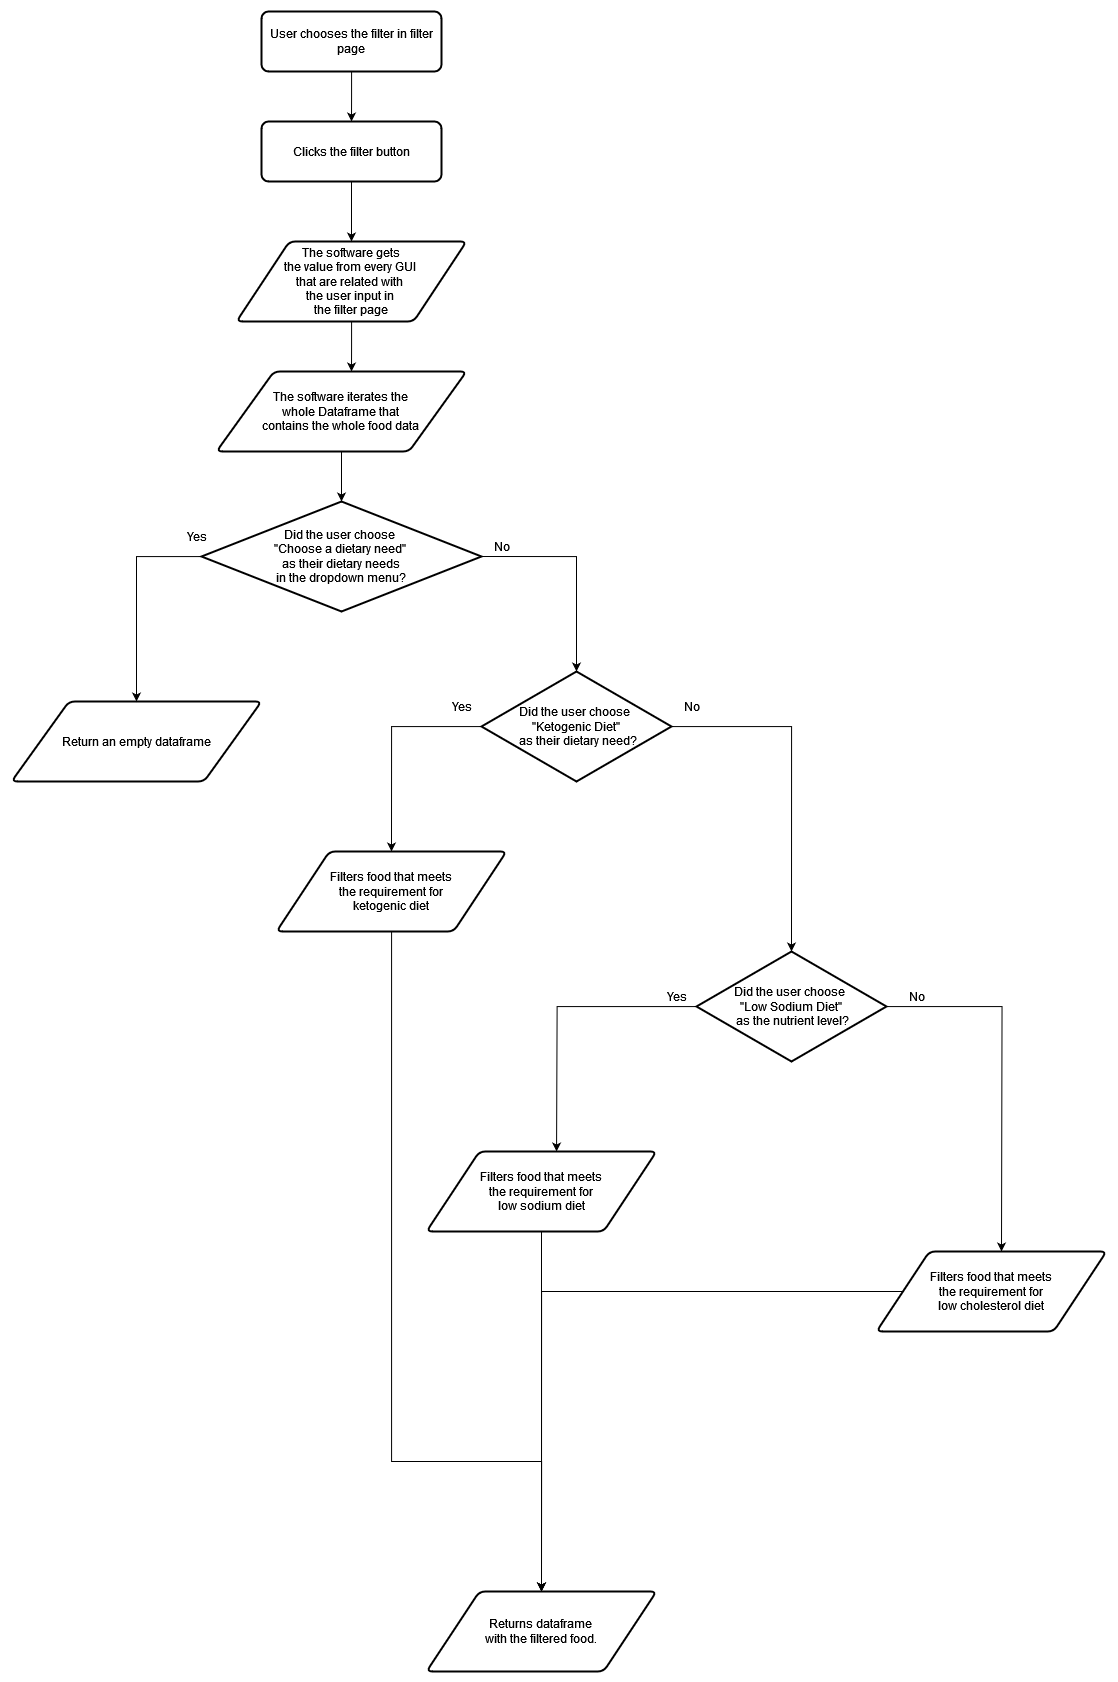 User chooses the filter in filter
page
Clicks the filter button
The software gets
the value from every GUI
that are related with
the user input in
the filter page
The software iterates the
whole Dataframe that
contains the whole food data
Did the user choose
"Choose a dietary need"
as their dietary needs
in the dropdown menu?
Yes
No
Return an empty dataframe
Did the user choose
"Ketogenic Diet"
as their dietary need?
Yes
No
Filters food that meets
the requirement for
ketogenic diet
Did the user choose
"Low Sodium Diet"
as the nutrient level?
Yes
No
Filters food that meets
the requirement for
low sodium diet
Filters food that meets
the requirement for
low cholesterol diet
Returns dataframe
with the filtered food.